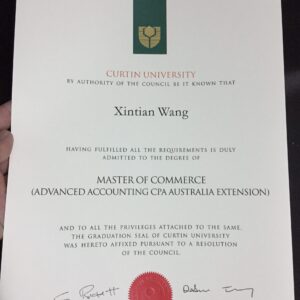 CURTIN UNIVERSITY
BY AUTHORITY OF THE COUNCIL BE IT KNOWN THAT
Xintian Wang
HAVING FULFILLED ALL THE REQUIREMENTS IS DULY
ADMITTED TO THE DEGREE OF
MASTER OF COMMERCE
(ADVANCED ACCOUNTING CPA AUSTRALIA EXTENSION)
AND TO ALL THE PRIVILEGES ATTACHED TO THE SAME.
THE GRADUATION SEAL OF CURTIN UNIVERSITY
WAS HERETO AFFIXED PURSUANT TO A RESOLUTION
OF THE COUNCIL.